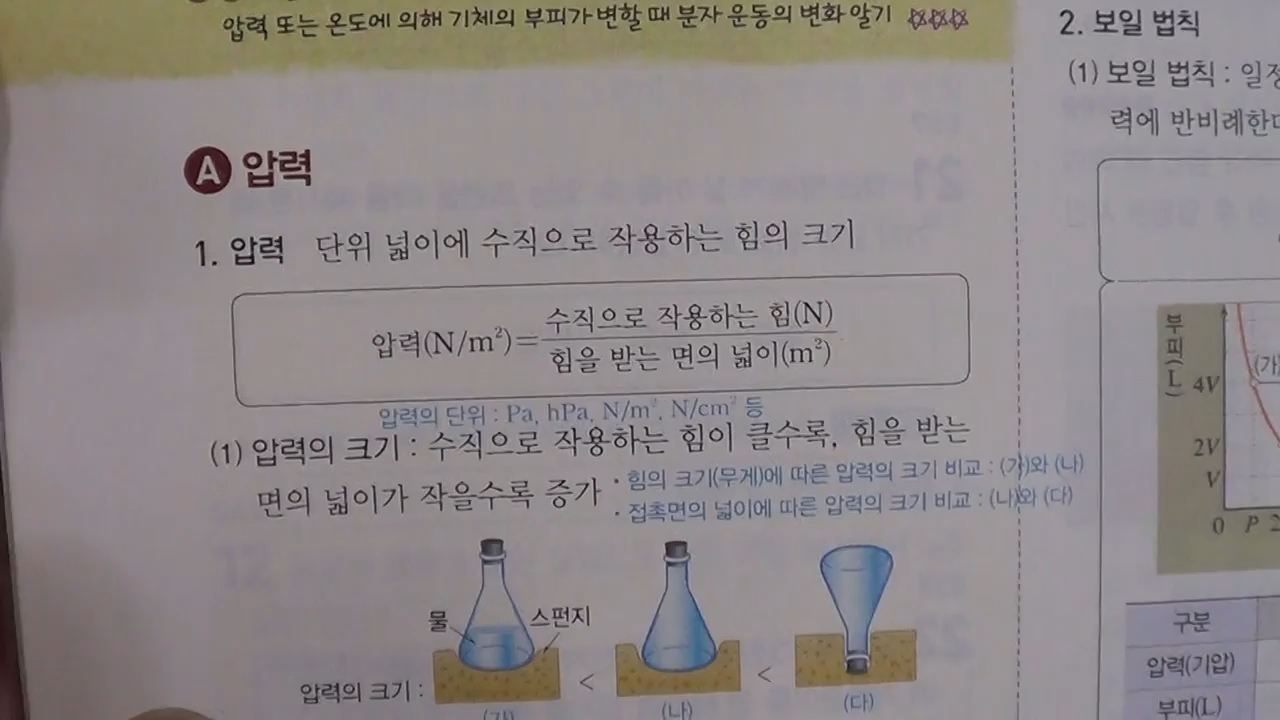 압력 또는 온도에 의해 기체의 부피가 변할 때 분자 운동의 변화 알기
A 압력
1. 압력 단위 넓이에 수직으로 작용하는 힘의 크기
압력(N/m²)=수직으로 작용하는 힘(N)
힘을 받는 면의 넓이(m²)
압력의 단위 : Pa, hPa, N/m², N/cm² 등
(1) 압력의 크기 : 수직으로 작용하는 힘이 클수록, 힘을 받는
면의 넓이가 작을수록 증가
· 힘의 크기(무게)에 따른 압력의 크기 비교 : (가)와 (나)
· 접촉면의 넓이에 따른 압력의 크기 비교 : (나)와 (다)
물
스펀지
압력의 크기 : < <
(가) (나) (다)
2. 보일 법칙
(1) 보일 법칙 : 일정
력에 반비례한다
부피(L)
(가)
4V
2V
V
0 P 2
구분
압력(기압)
부피(L)